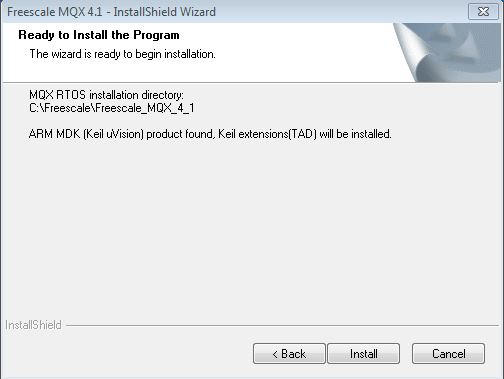 Freescale MQX 4.1 - InstallShield Wizard
Ready to Install the Program
The wizard is ready to begin installation.
MQX RTOS installation directory:
C:\Freescale\Freescale_MQX_4_1
ARM MDK (Keil uVision) product found, Keil extensions(TAD) will be installed.
InstallShield
< Back
Install
Cancel